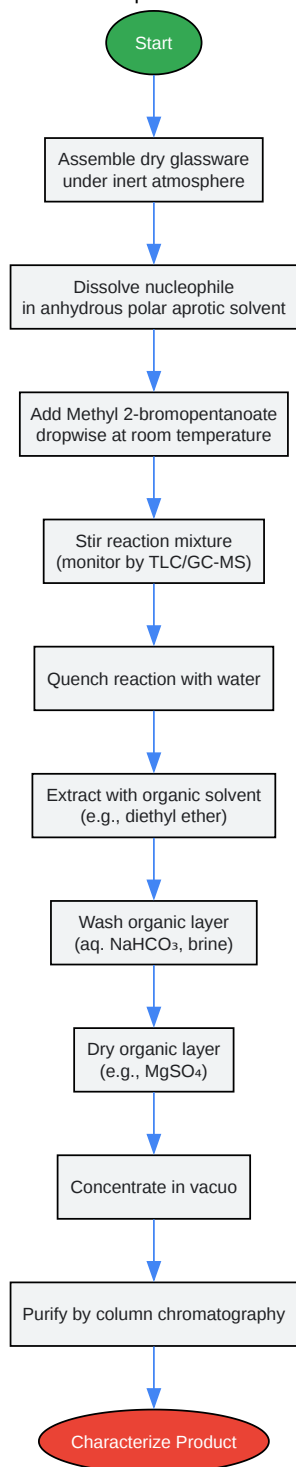 Start
Assemble dry glassware
under inert atmosphere
Dissolve nucleophile
in anhydrous polar aprotic solvent
Add Methyl 2-bromopentanoate
dropwise at room temperature
Stir reaction mixture
(monitor by TLC/GC-MS)
Quench reaction with water
Extract with organic solvent
(e.g., diethyl ether)
Wash organic layer
(aq. NaHCO₃, brine)
Dry organic layer
(e.g., MgSO₄)
Concentrate in vacuo
Purify by column chromatography
Characterize Product